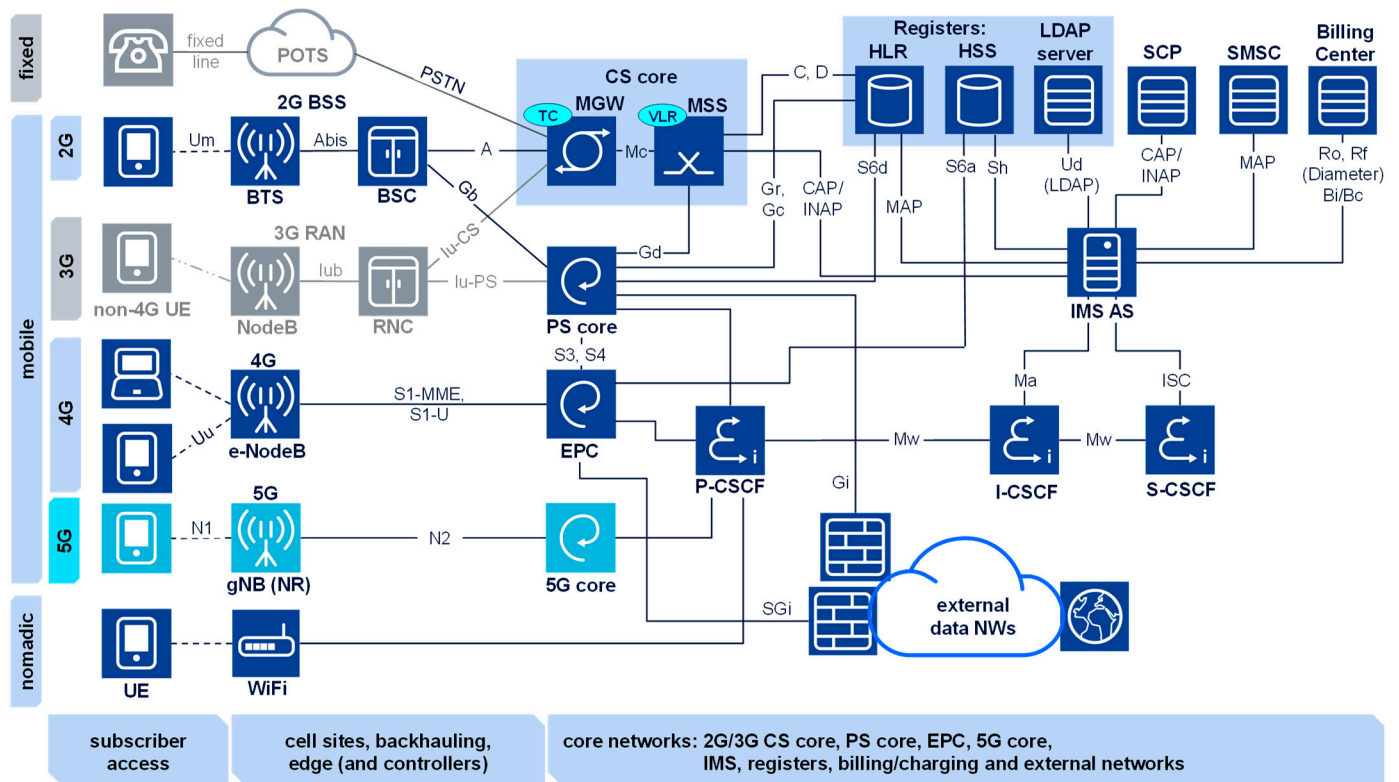 fixed
mobile
nomadic
2G
3G
4G
5G
fixed
line
POTS
PSTN
Registers:
HLR
HSS
LDAP
server
SCP
SMSC
Billing
Center
CS core
TC
MGW
VLR
MSS
C, D
2G BSS
Um
Abis
A
Mc
BTS
BSC
Gb
CAP/
INAP
Gr,
Gc
S6d
MAP
S6a
Sh
Ud
(LDAP)
CAP/
INAP
MAP
Ro, Rf
(Diameter)
Bi/Bc
3G RAN
Iu-CS
Gd
non-4G UE
Iub
NodeB
RNC
Iu-PS
PS core
IMS AS
S3, S4
4G
Uu
S1-MME,
S1-U
e-NodeB
EPC
Ma
ISC
P-CSCF
Mw
I-CSCF
Mw
S-CSCF
Gi
5G
N1
gNB (NR)
N2
5G core
SGi
external
data NWs
UE
WiFi
subscriber
access
cell sites, backhauling,
edge (and controllers)
core networks: 2G/3G CS core, PS core, EPC, 5G core,
IMS, registers, billing/charging and external networks
i
i
i